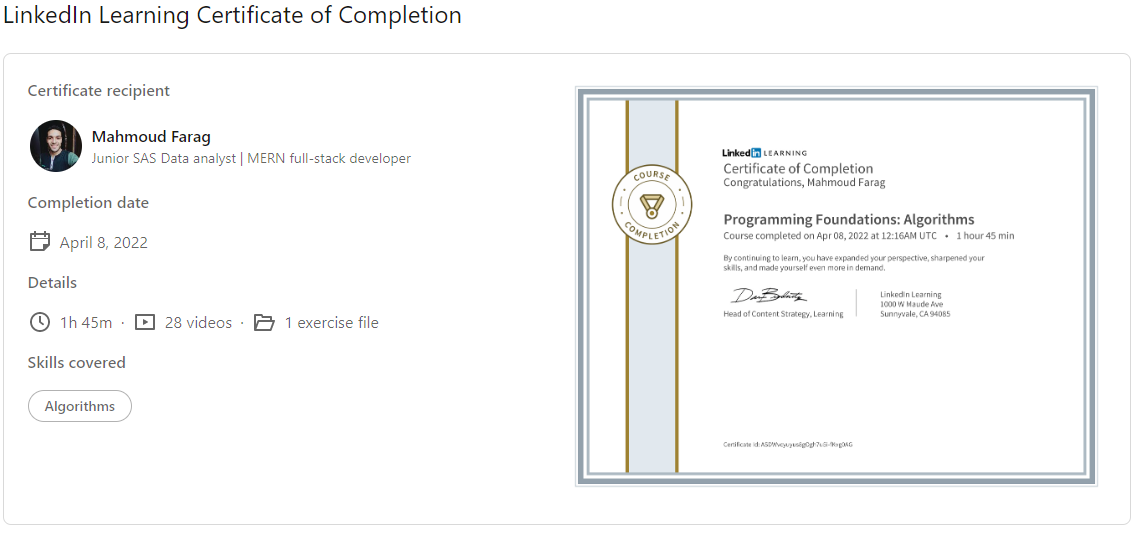 LinkedIn Learning Certificate of Completion
Certificate recipient
Mahmoud Farag
Junior SAS Data analyst | MERN full-stack developer
Completion date
April 8, 2022
Details
1h 45m · 28 videos · 1 exercise file
Skills covered
Algorithms
LinkedIn LEARNING
Certificate of Completion
Congratulations, Mahmoud Farag
COURSE
COMPLETION
Programming Foundations: Algorithms
Course completed on Apr 08, 2022 at 12:16AM UTC • 1 hour 45 min
By continuing to learn, you have expanded your perspective, sharpened your
skills, and made yourself even more in demand.
Head of Content Strategy, Learning
LinkedIn Learning
1000 W Maude Ave
Sunnyvale, CA 94085
Certificate Id: